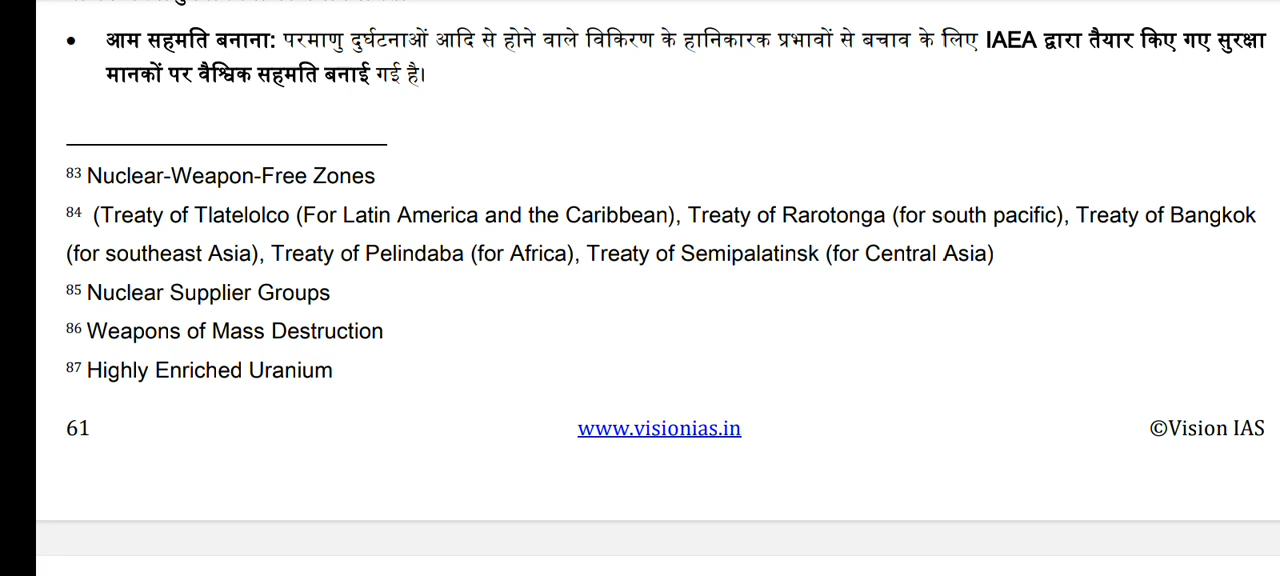 • आम सहमति बनाना: परमाणु दुर्घटनाओं आदि से होने वाले विकिरण के हानिकारक प्रभावों से बचाव के लिए IAEA द्वारा तैयार किए गए सुरक्षा
मानकों पर वैश्विक सहमति बनाई गई है।
83 Nuclear-Weapon-Free Zones
84 (Treaty of Tlatelolco (For Latin America and the Caribbean), Treaty of Rarotonga (for south pacific), Treaty of Bangkok
(for southeast Asia), Treaty of Pelindaba (for Africa), Treaty of Semipalatinsk (for Central Asia)
85 Nuclear Supplier Groups
86 Weapons of Mass Destruction
87 Highly Enriched Uranium
61 www.visionias.in ©Vision IAS